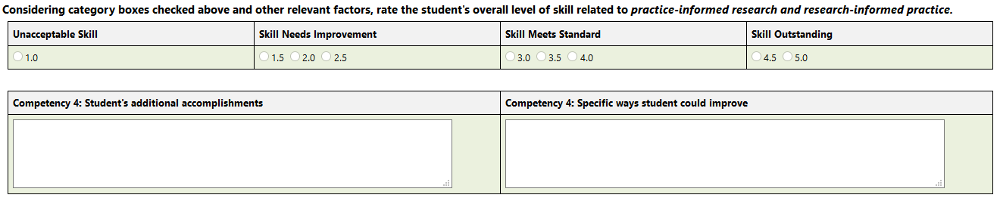 Considering category boxes checked above and other relevant factors, rate the student's overall level of skill related to practice-informed research and research-informed practice.
Unacceptable Skill Skill Needs Improvement Skill Meets Standard Skill Outstanding
1.0 1.5 2.0 2.5 3.0 3.5 4.0 4.5 5.0
Competency 4: Student's additional accomplishments Competency 4: Specific ways student could improve